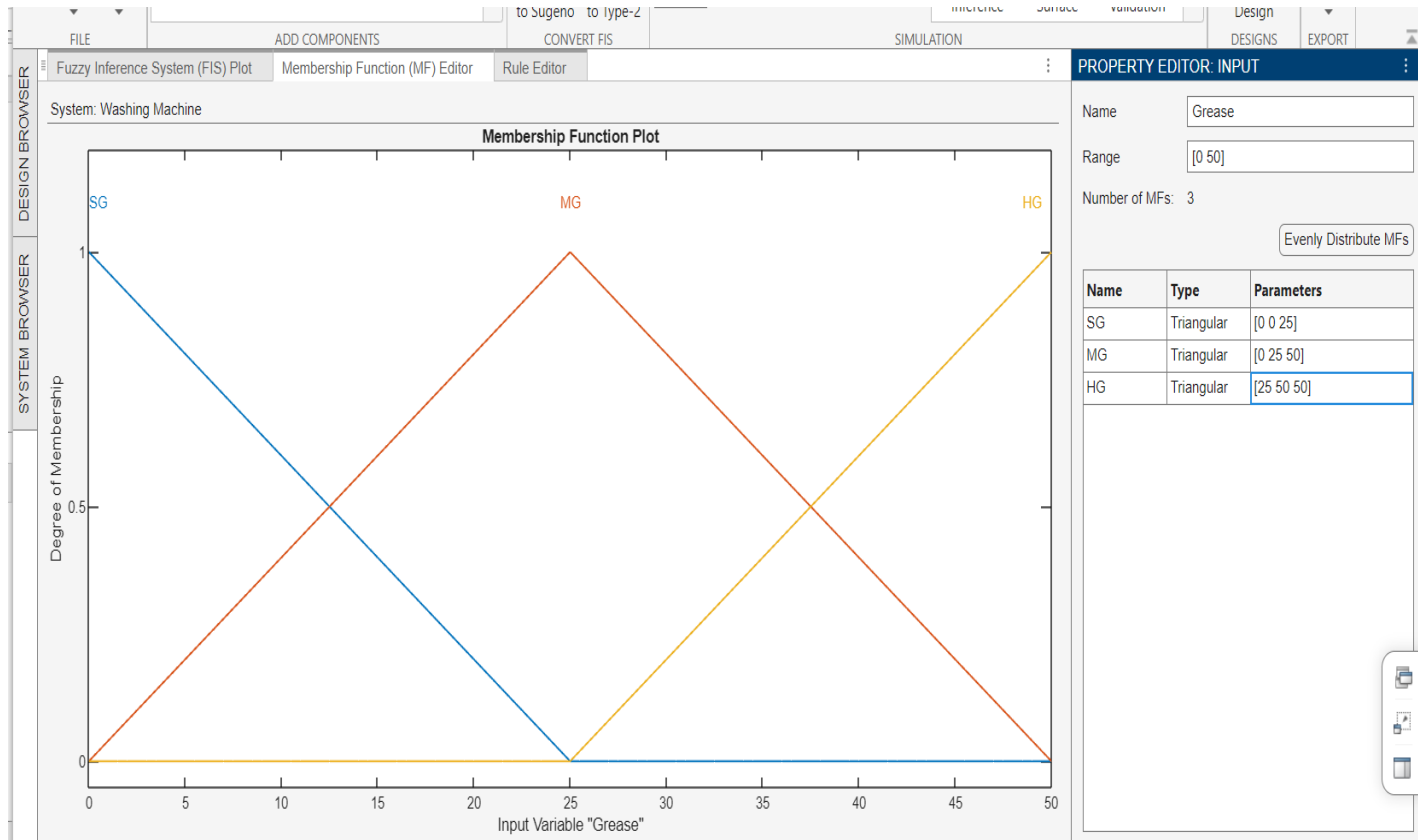 to Sugeno to Type-2
Inference Surface Validation
Design
FILE ADD COMPONENTS CONVERT FIS SIMULATION DESIGNS EXPORT
DESIGN BROWSER
SYSTEM BROWSER
Fuzzy Inference System (FIS) Plot Membership Function (MF) Editor Rule Editor
System: Washing Machine
Membership Function Plot
SG MG HG
1
0.5
0
Degree of Membership
0 5 10 15 20 25 30 35 40 45 50
Input Variable "Grease"
PROPERTY EDITOR: INPUT
Name Grease
Range [0 50]
Number of MFs: 3
Evenly Distribute MFs
Name Type Parameters
SG Triangular [0 0 25]
MG Triangular [0 25 50]
HG Triangular [25 50 50]